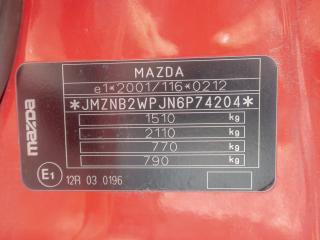 MAZDA
e1*2001/116*0212
*JMZNB2WPJN6P74204*
1510 kg
2110 kg
770 kg
790 kg
mazda
E1 12R 03 0196